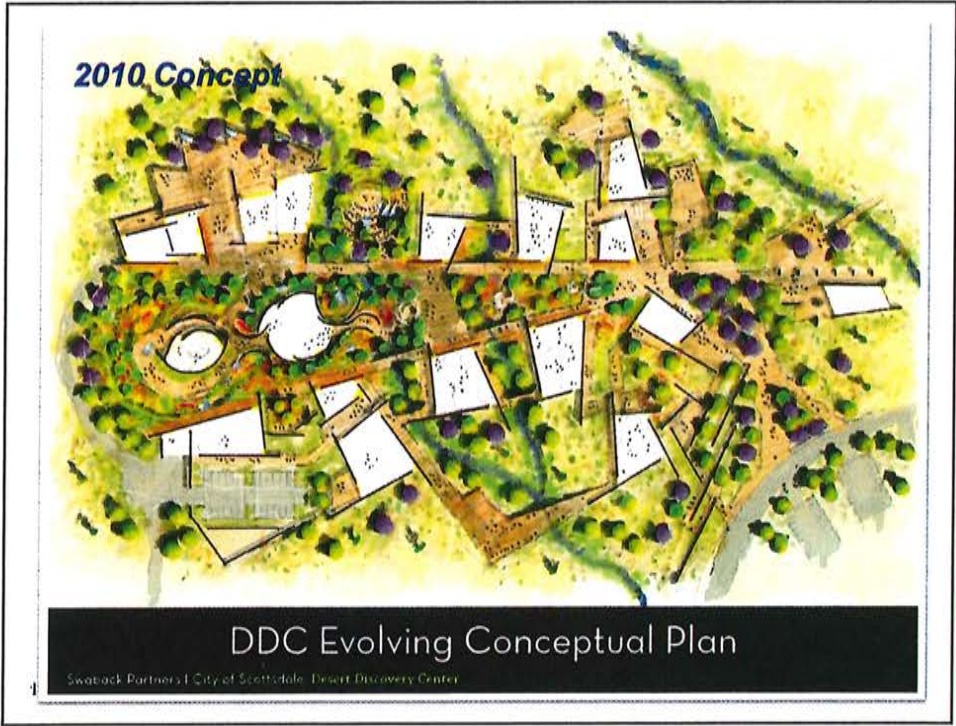 2010 Concept
DDC Evolving Conceptual Plan
Swaback Partners | City of Scottsdale Desert Discovery Center